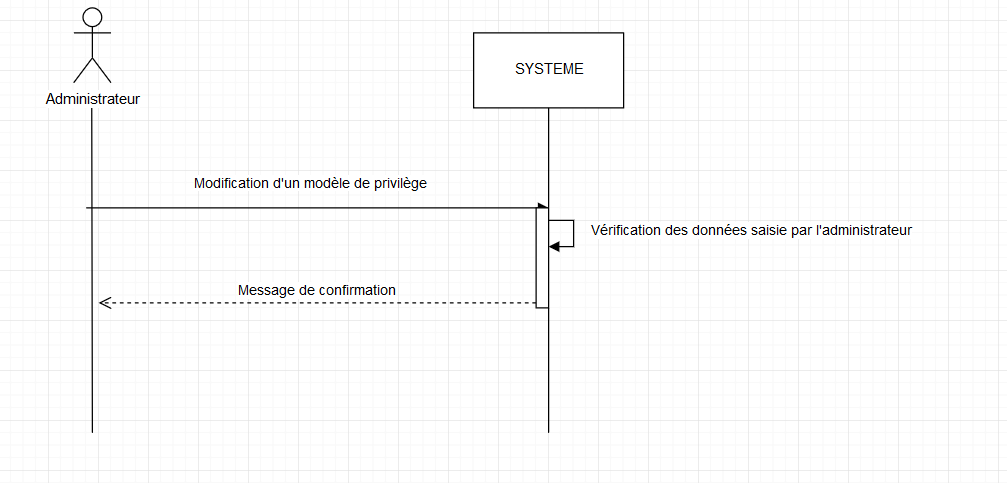 SYSTEME
Administrateur
Modification d'un modèle de privilège
Vérification des données saisie par l'administrateur
Message de confirmation